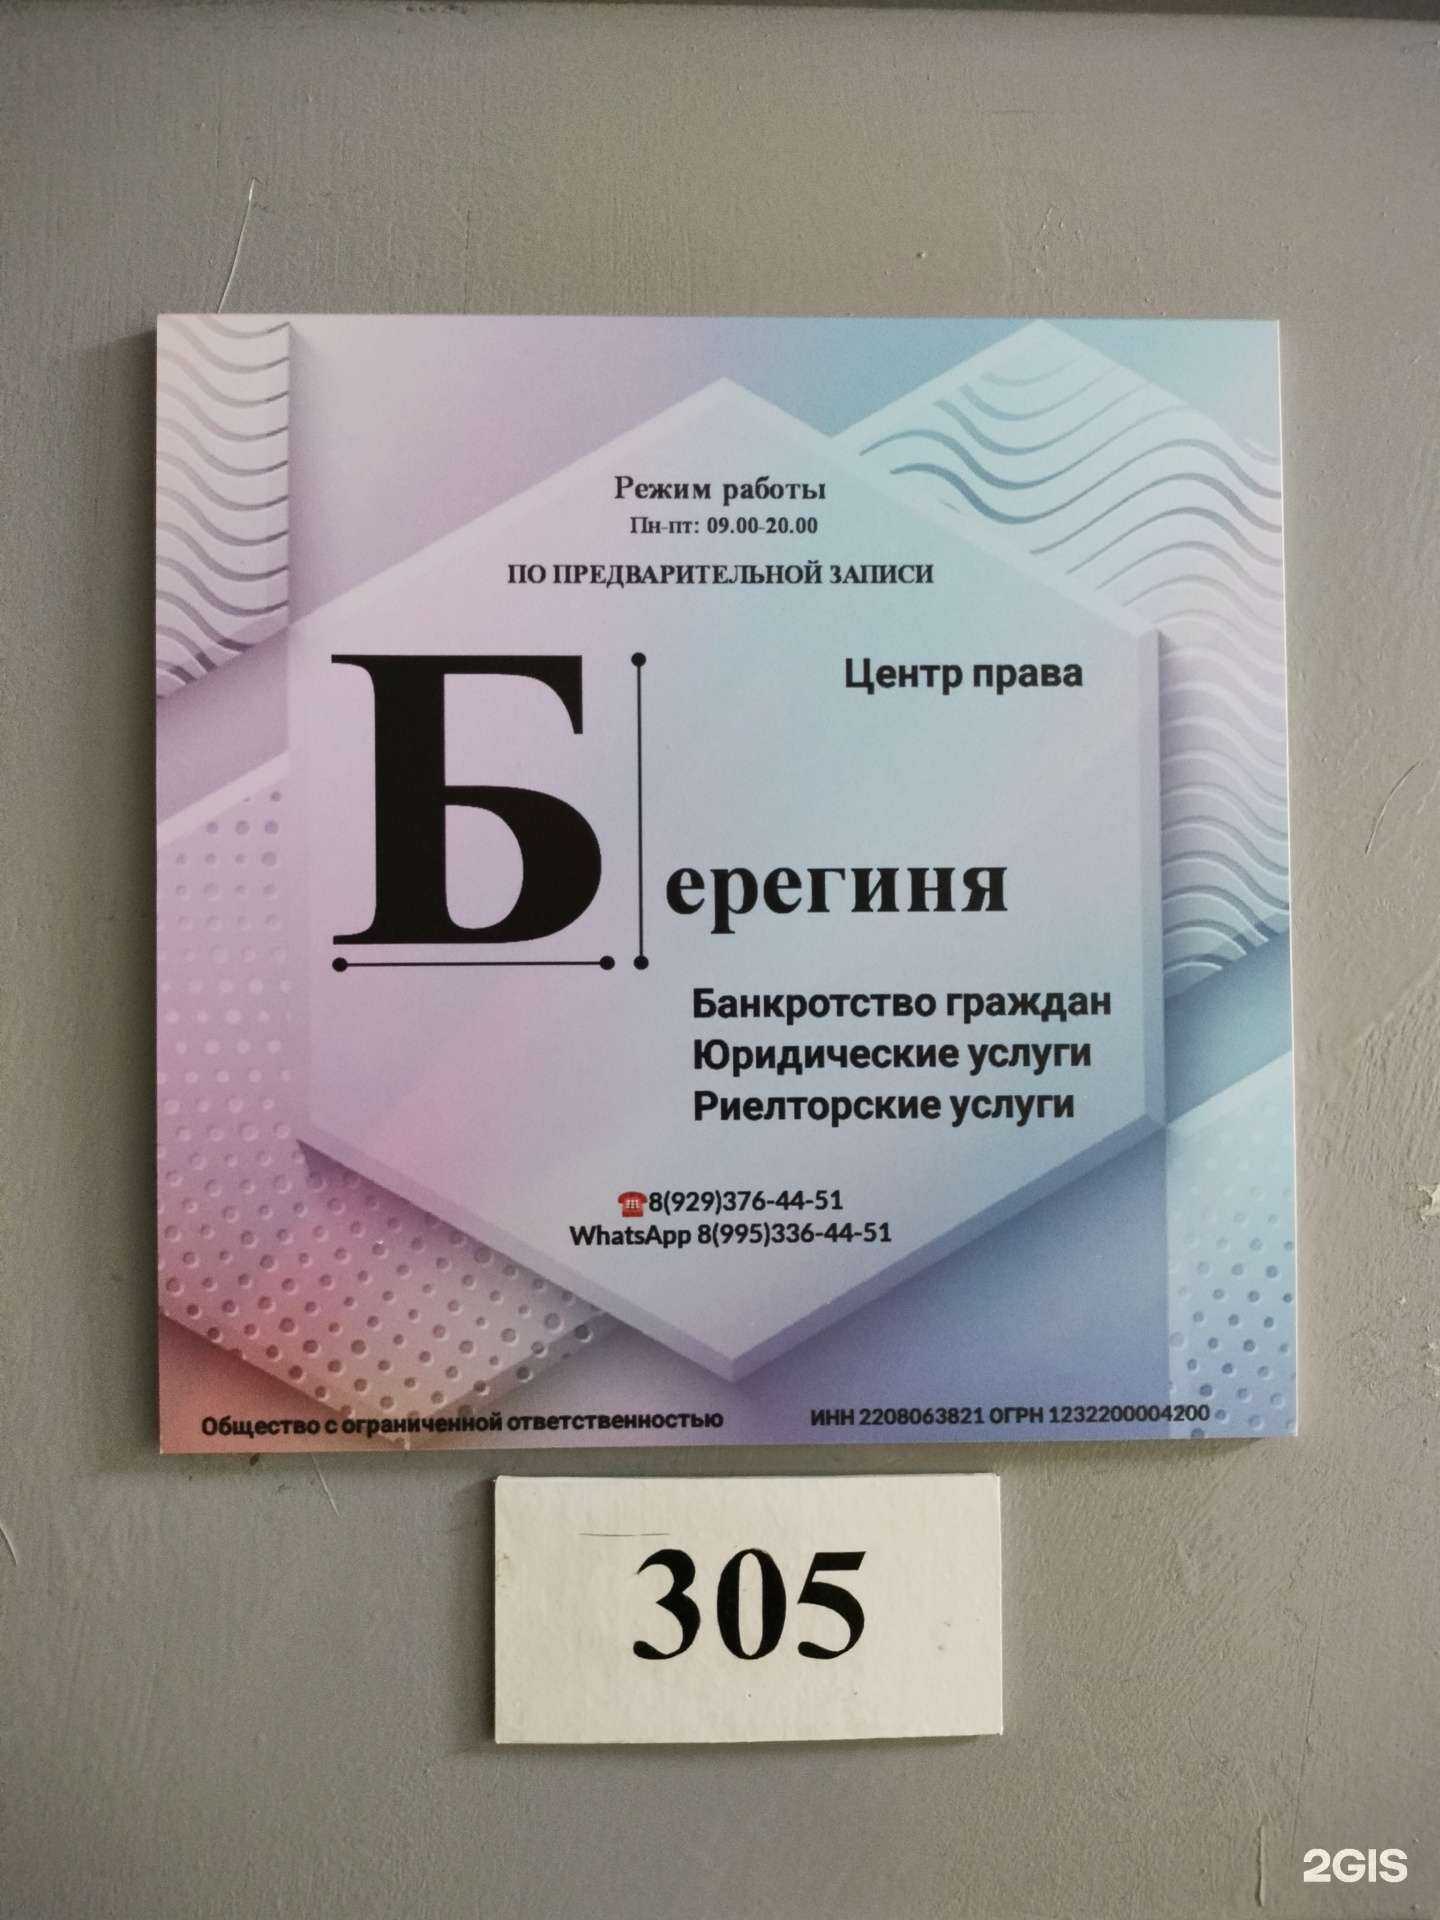 Режим работы
Пн-пт: 09.00-20.00
ПО ПРЕДВАРИТЕЛЬНОЙ ЗАПИСИ
Центр права
Берегиня
Банкротство граждан
Юридические услуги
Риелторские услуги
☎8(929)376-44-51
WhatsApp 8(995)336-44-51
Общество с ограниченной ответственностью ИНН 2208063821 ОГРН 1232200004200
305
2GIS